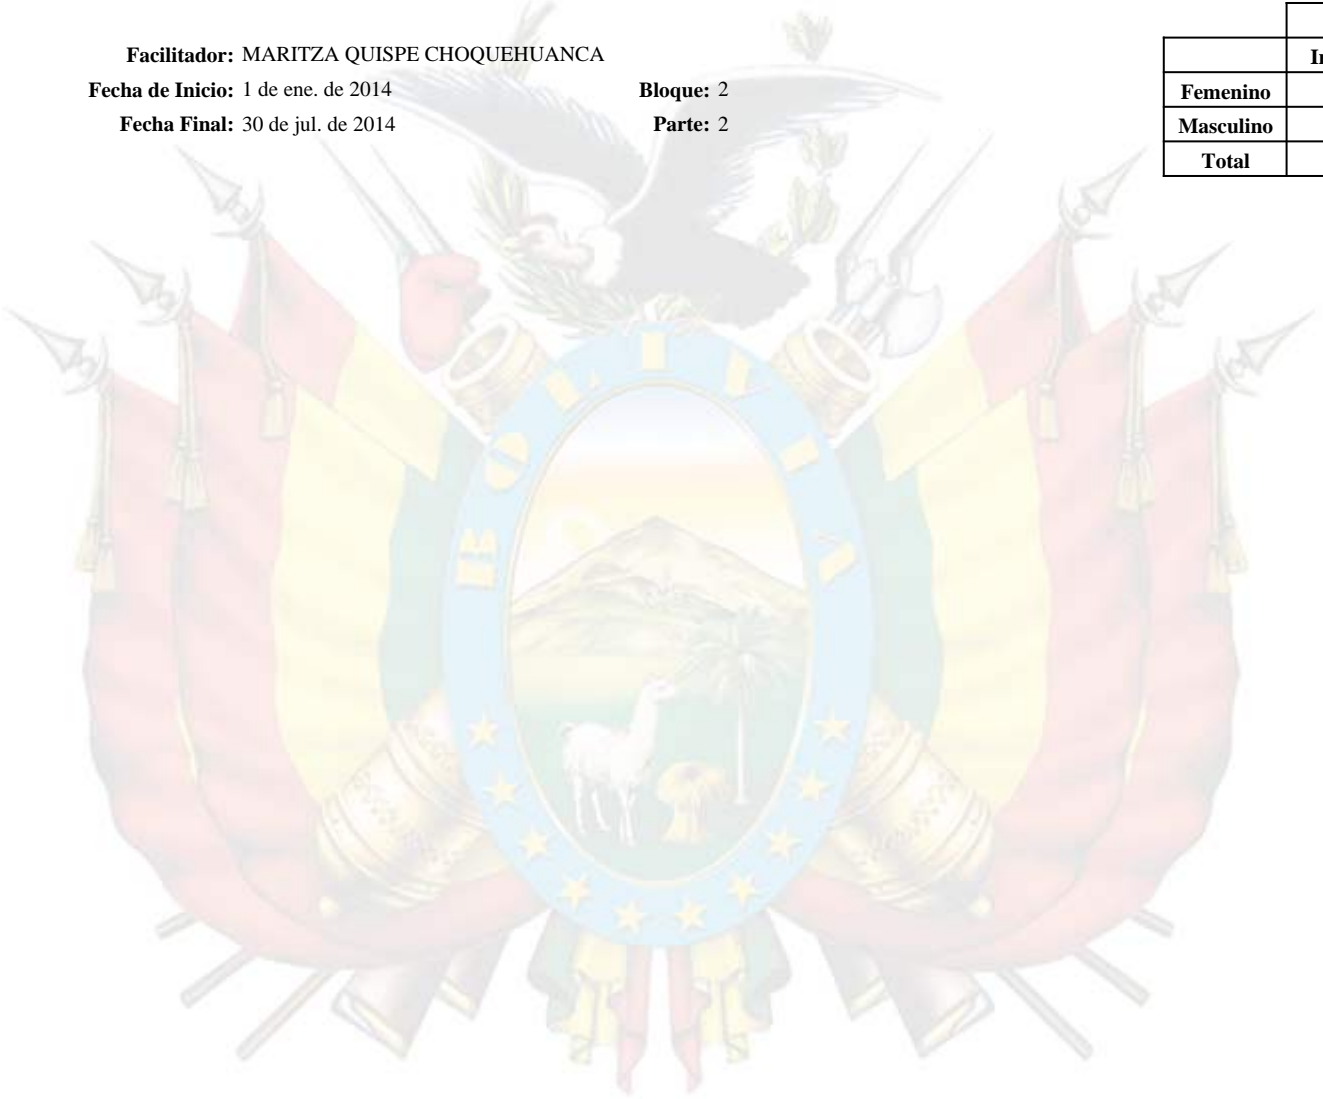 Facilitador: MARITZA QUISPE CHOQUEHUANCA
Fecha de Inicio: 1 de ene. de 2014 Bloque: 2
Fecha Final: 30 de jul. de 2014 Parte: 2
Femenino
Masculino
Total
BOLIVIA